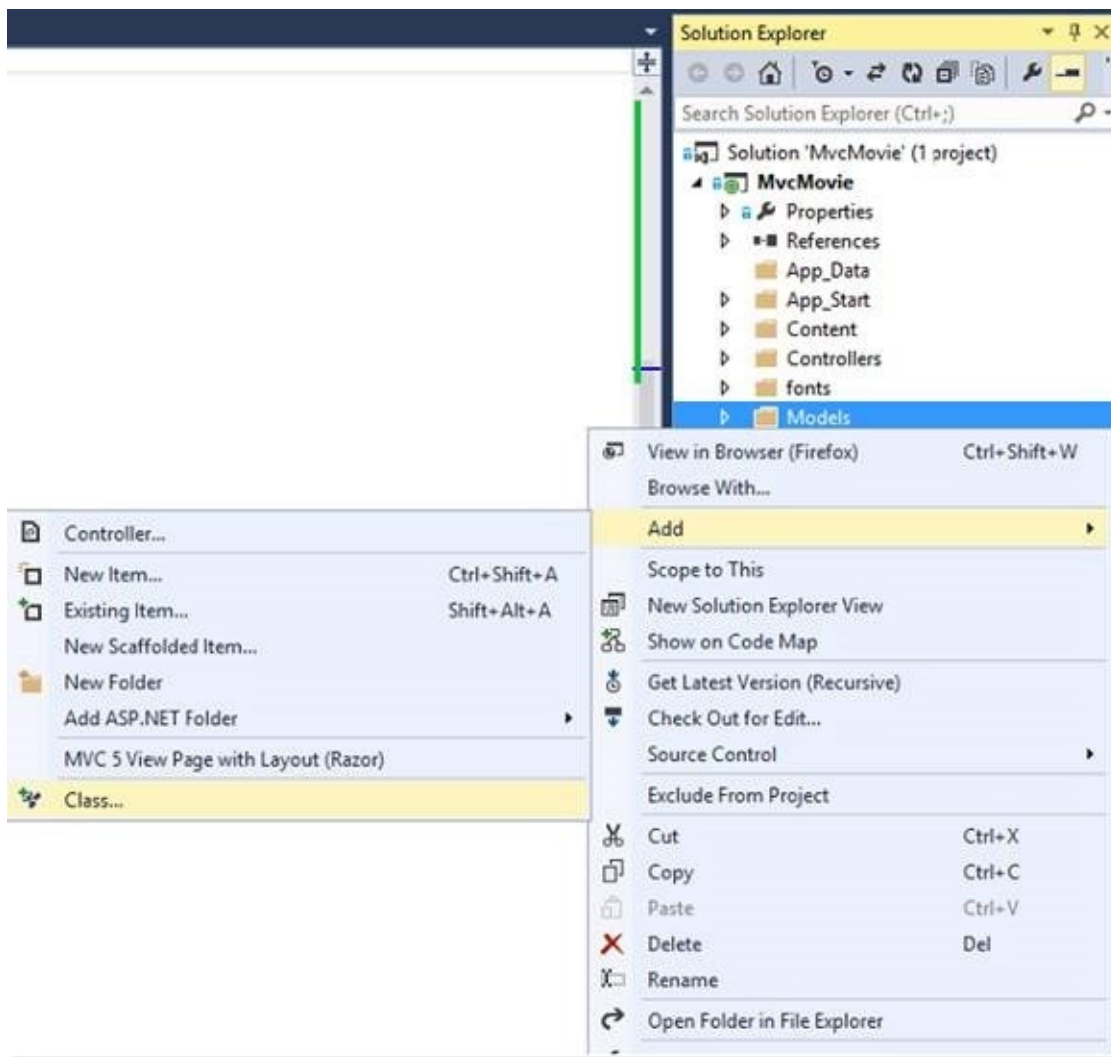 Solution Explorer
Search Solution Explorer (Ctrl+;)
Solution 'MvcMovie' (1 project)
MvcMovie
Properties
References
App_Data
App_Start
Content
Controllers
fonts
Models
View in Browser (Firefox) Ctrl+Shift+W
Browse With...
Add
Scope to This
New Solution Explorer View
Show on Code Map
Get Latest Version (Recursive)
Check Out for Edit...
Source Control
Exclude From Project
Cut Ctrl+X
Copy Ctrl+C
Paste Ctrl+V
Delete Del
Rename
Open Folder in File Explorer
Controller...
New Item... Ctrl+Shift+A
Existing Item... Shift+Alt+A
New Scaffolded Item...
New Folder
Add ASP.NET Folder
MVC 5 View Page with Layout (Razor)
Class...